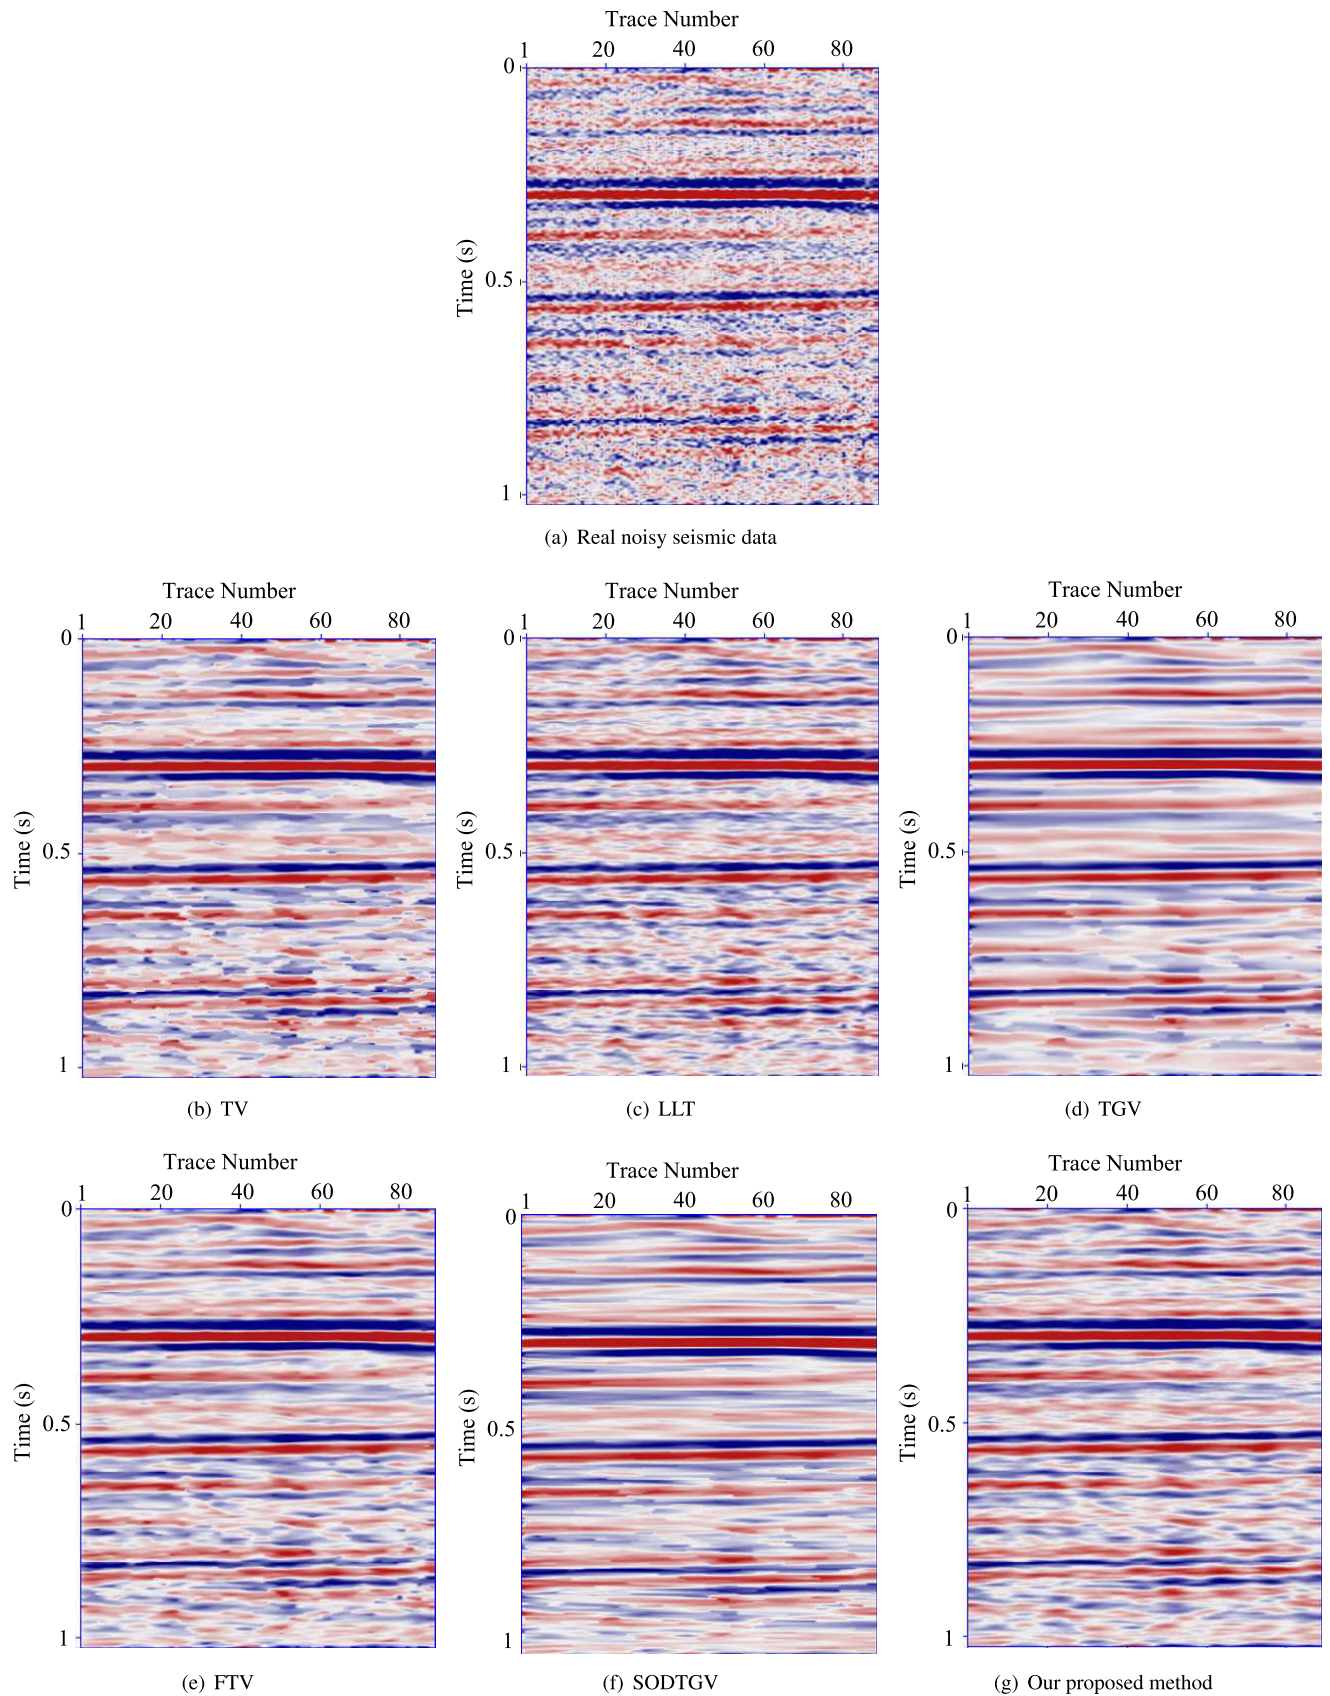 Trace Number
1 20 40 60 80
0
0.5
1
Time (s)
(a) Real noisy seismic data
Trace Number
1 20 40 60 80
0
0.5
1
Time (s)
(b) TV
Trace Number
1 20 40 60 80
0
0.5
1
Time (s)
(c) LLT
Trace Number
1 20 40 60 80
0
0.5
1
Time (s)
(d) TGV
Trace Number
1 20 40 60 80
0
0.5
1
Time (s)
(e) FTV
Trace Number
1 20 40 60 80
0
0.5
1
Time (s)
(f) SODTGV
Trace Number
1 20 40 60 80
0
0.5
1
Time (s)
(g) Our proposed method